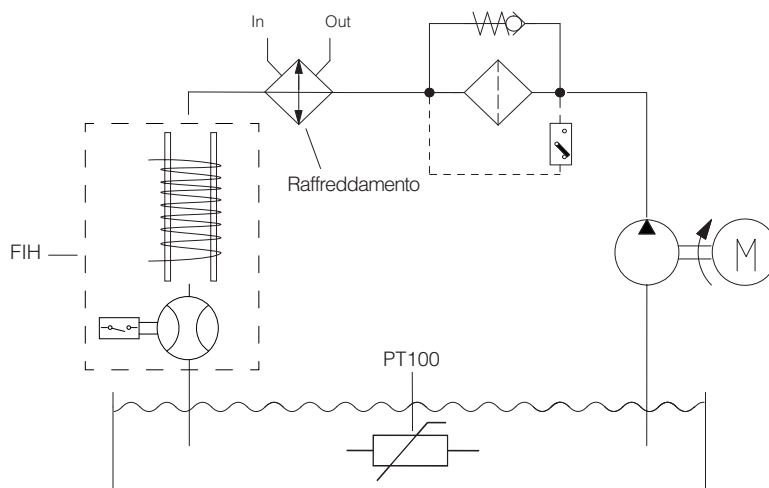 In
Out
Raffreddamento
FIH
M
PT100